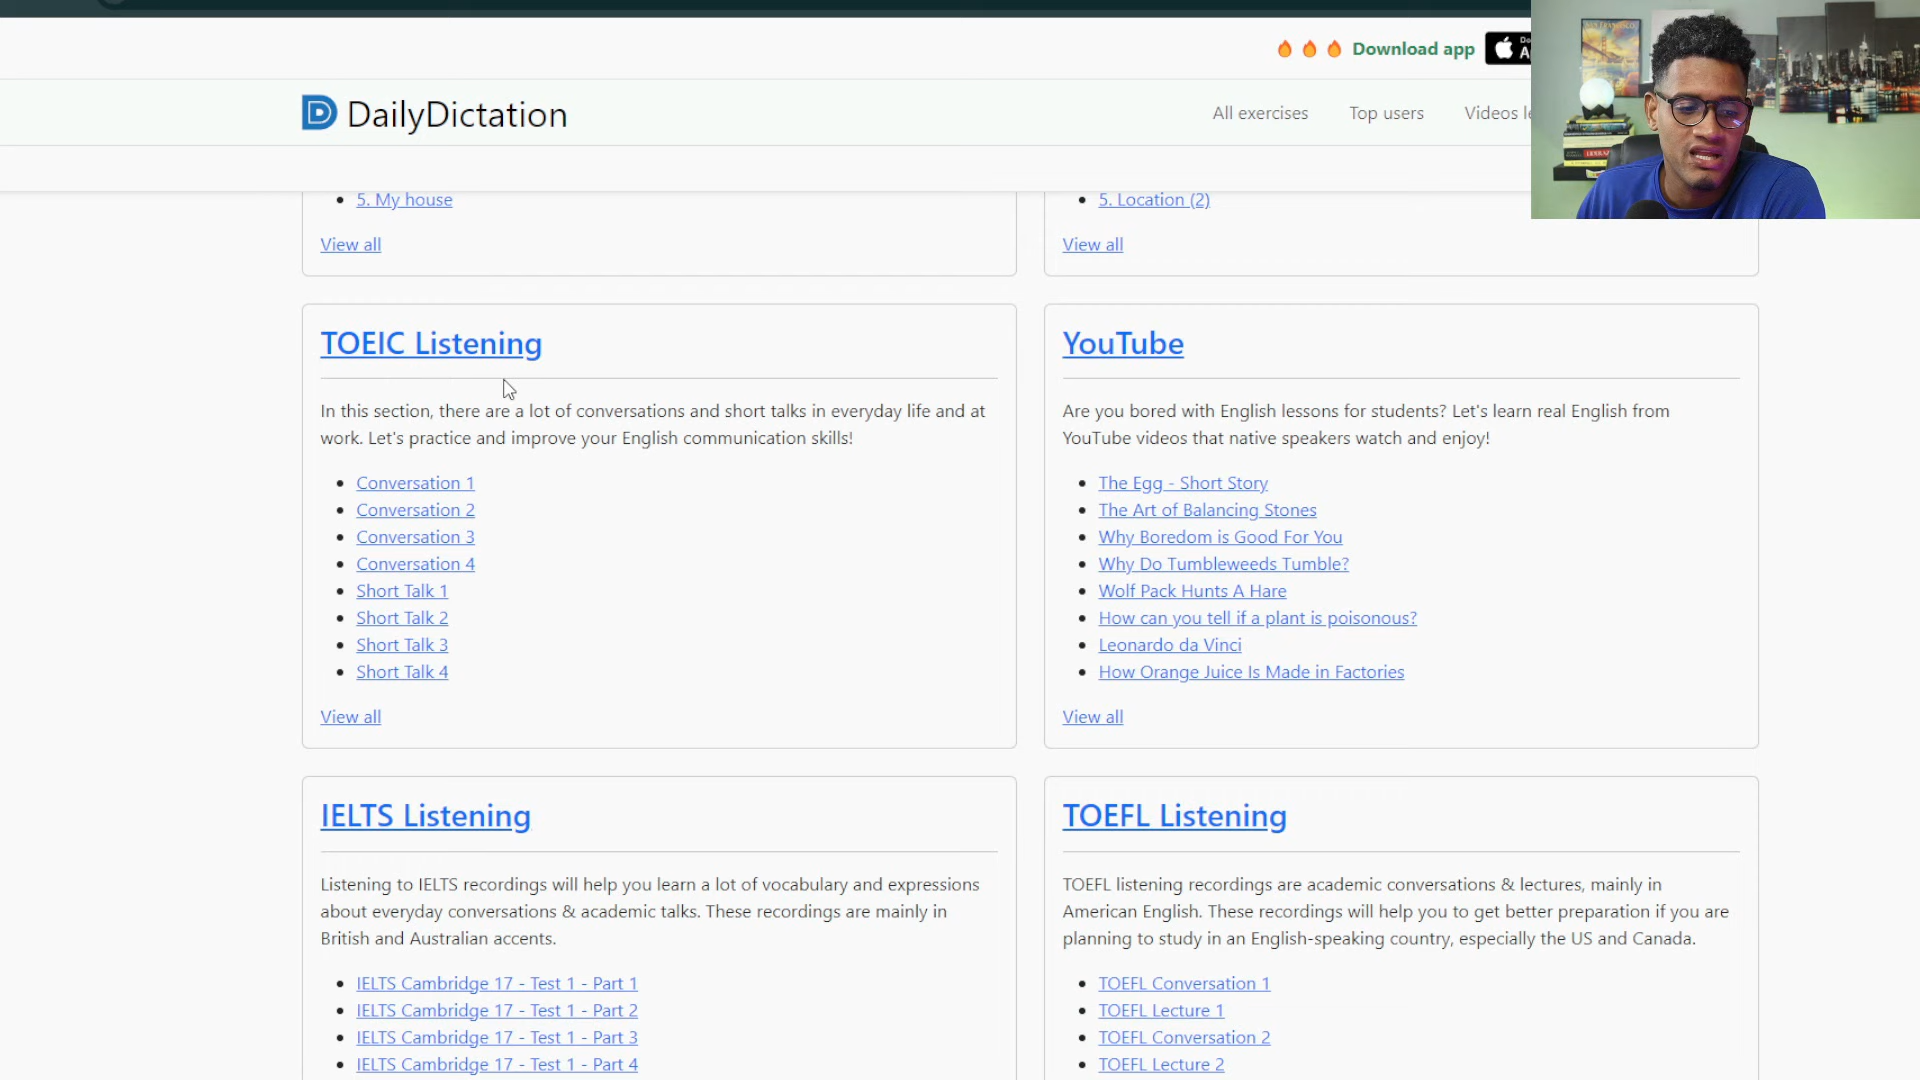 Download app
DailyDictation
All exercises
Top users
Videos
5. My house
View all
5. Location (2)
View all
TOEIC Listening
In this section, there are a lot of conversations and short talks in everyday life and at
work. Let's practice and improve your English communication skills!
Conversation 1
Conversation 2
Conversation 3
Conversation 4
Short Talk 1
Short Talk 2
Short Talk 3
Short Talk 4
View all
YouTube
Are you bored with English lessons for students? Let's learn real English from
YouTube videos that native speakers watch and enjoy!
The Egg - Short Story
The Art of Balancing Stones
Why Boredom is Good For You
Why Do Tumbleweeds Tumble?
Wolf Pack Hunts A Hare
How can you tell if a plant is poisonous?
Leonardo da Vinci
How Orange Juice Is Made in Factories
View all
IELTS Listening
Listening to IELTS recordings will help you learn a lot of vocabulary and expressions
about everyday conversations & academic talks. These recordings are mainly in
British and Australian accents.
IELTS Cambridge 17 - Test 1 - Part 1
IELTS Cambridge 17 - Test 1 - Part 2
IELTS Cambridge 17 - Test 1 - Part 3
IELTS Cambridge 17 - Test 1 - Part 4
TOEFL Listening
TOEFL listening recordings are academic conversations & lectures, mainly in
American English. These recordings will help you to get better preparation if you are
planning to study in an English-speaking country, especially the US and Canada.
TOEFL Conversation 1
TOEFL Lecture 1
TOEFL Conversation 2
TOEFL Lecture 2